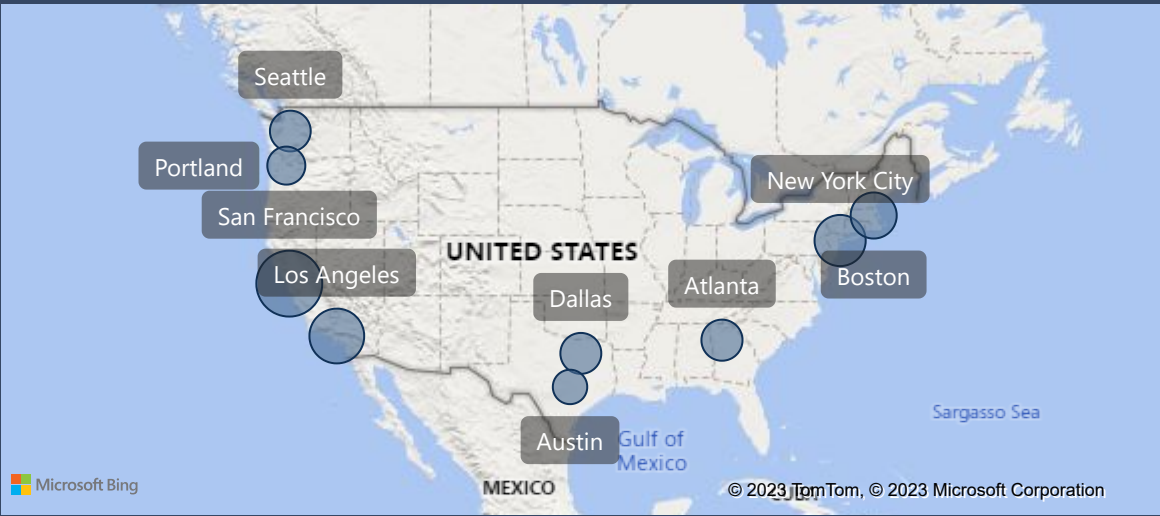 Seattle
Portland
New York City
San Francisco
UNITED STATES
Los Angeles
Boston
Atlanta
Dallas
Sargasso Sea
Austin
Gulf of
Mexico
Microsoft Bing
MEXICO
© 2023 TomTom, © 2023 Microsoft Corporation